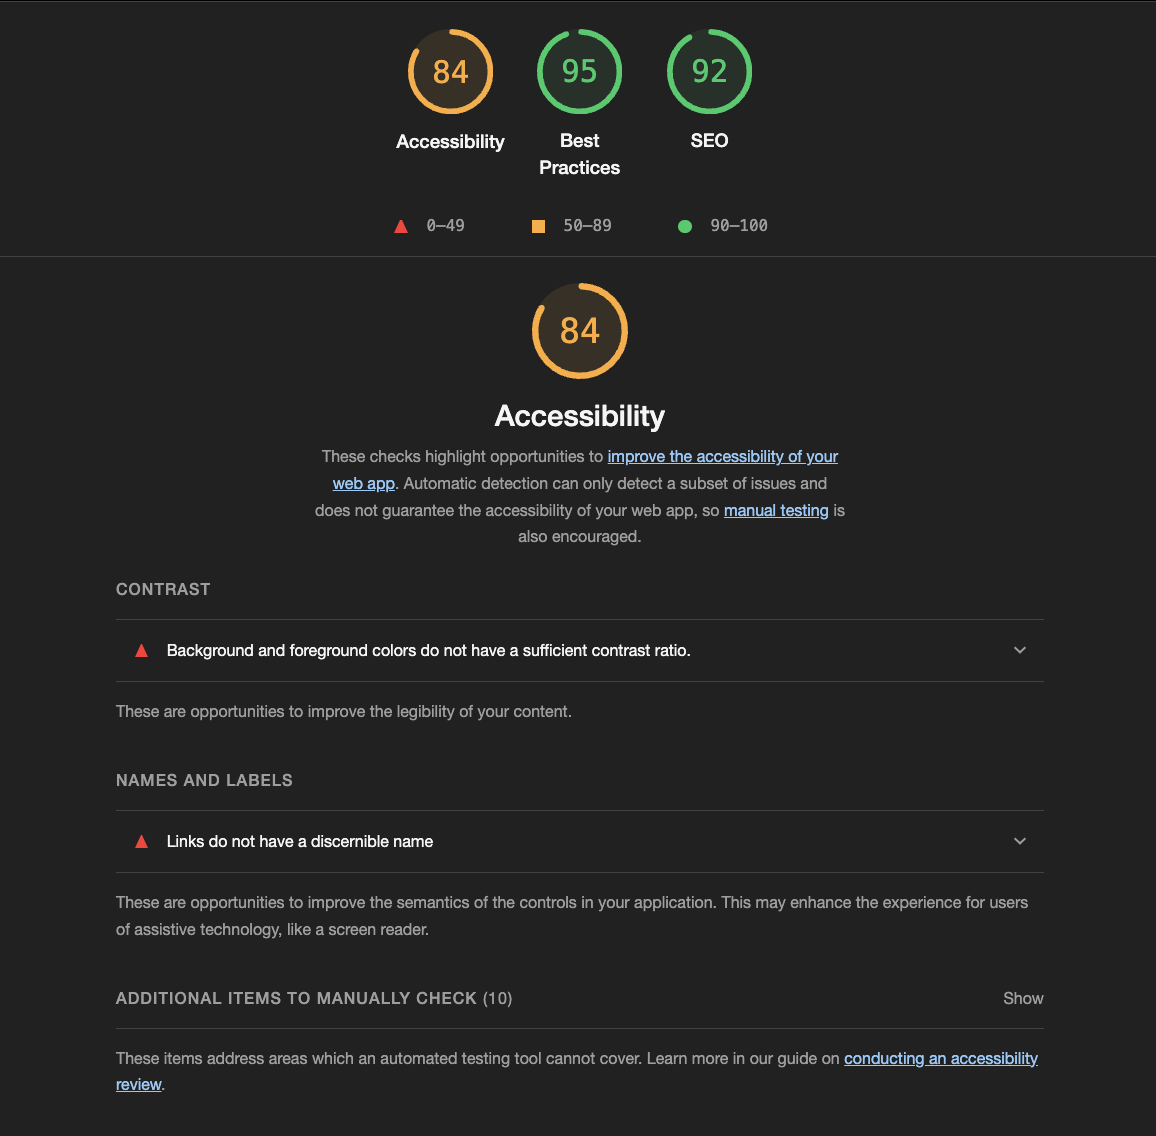 84
95
92
Accessibility
Best
Practices
SEO
0–49
50–89
90–100
84
Accessibility
These checks highlight opportunities to improve the accessibility of your
web app. Automatic detection can only detect a subset of issues and
does not guarantee the accessibility of your web app, so manual testing is
also encouraged.
CONTRAST
Background and foreground colors do not have a sufficient contrast ratio.
These are opportunities to improve the legibility of your content.
NAMES AND LABELS
Links do not have a discernible name
These are opportunities to improve the semantics of the controls in your application. This may enhance the experience for users
of assistive technology, like a screen reader.
ADDITIONAL ITEMS TO MANUALLY CHECK (10)
Show
These items address areas which an automated testing tool cannot cover. Learn more in our guide on conducting an accessibility
review.